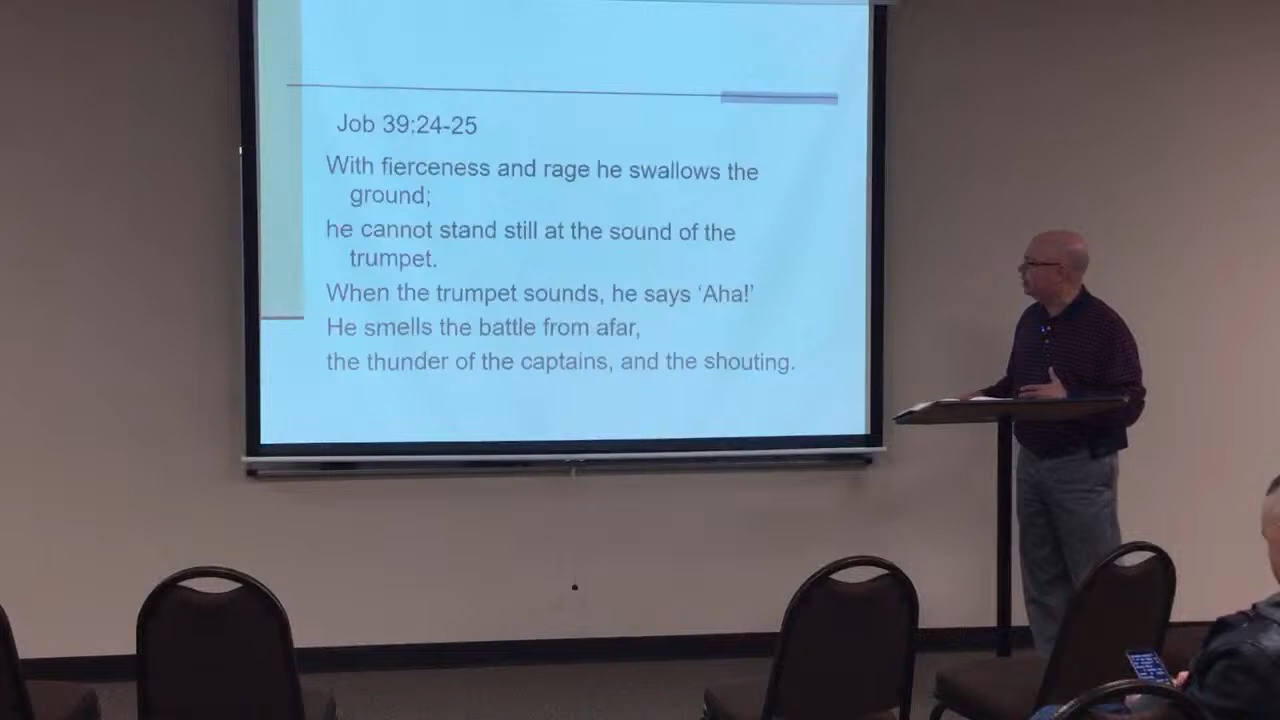 Job 39:24-25
With fierceness and rage he swallows the
ground;
he cannot stand still at the sound of the
trumpet.
When the trumpet sounds, he says ‘Aha!’
He smells the battle from afar,
the thunder of the captains, and the shouting.